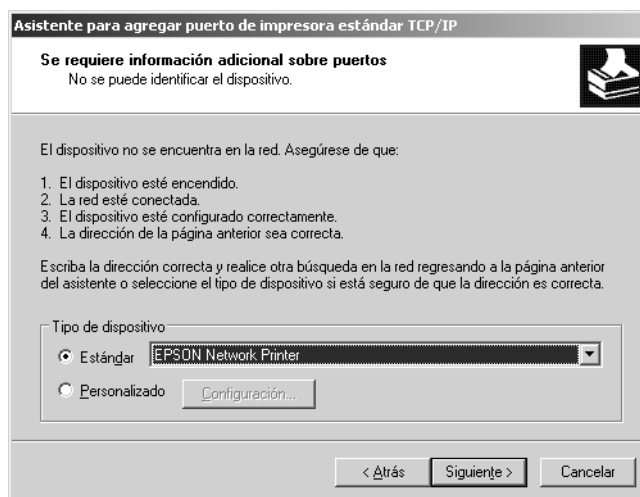 Asistente para agregar puerto de impresora estándar TCP/IP
Se requiere información adicional sobre puertos
No se puede identificar el dispositivo.
El dispositivo no se encuentra en la red. Asegúrese de que:
1. El dispositivo esté encendido.
2. La red esté conectada.
3. El dispositivo esté configurado correctamente.
4. La dirección de la página anterior sea correcta.
Escriba la dirección correcta y realice otra búsqueda en la red regresando a la página anterior
del asistente o seleccione el tipo de dispositivo si está seguro de que la dirección es correcta.
Tipo de dispositivo
Estándar EPSON Network Printer
Personalizado Configuración...
< Atrás Siguiente > Cancelar